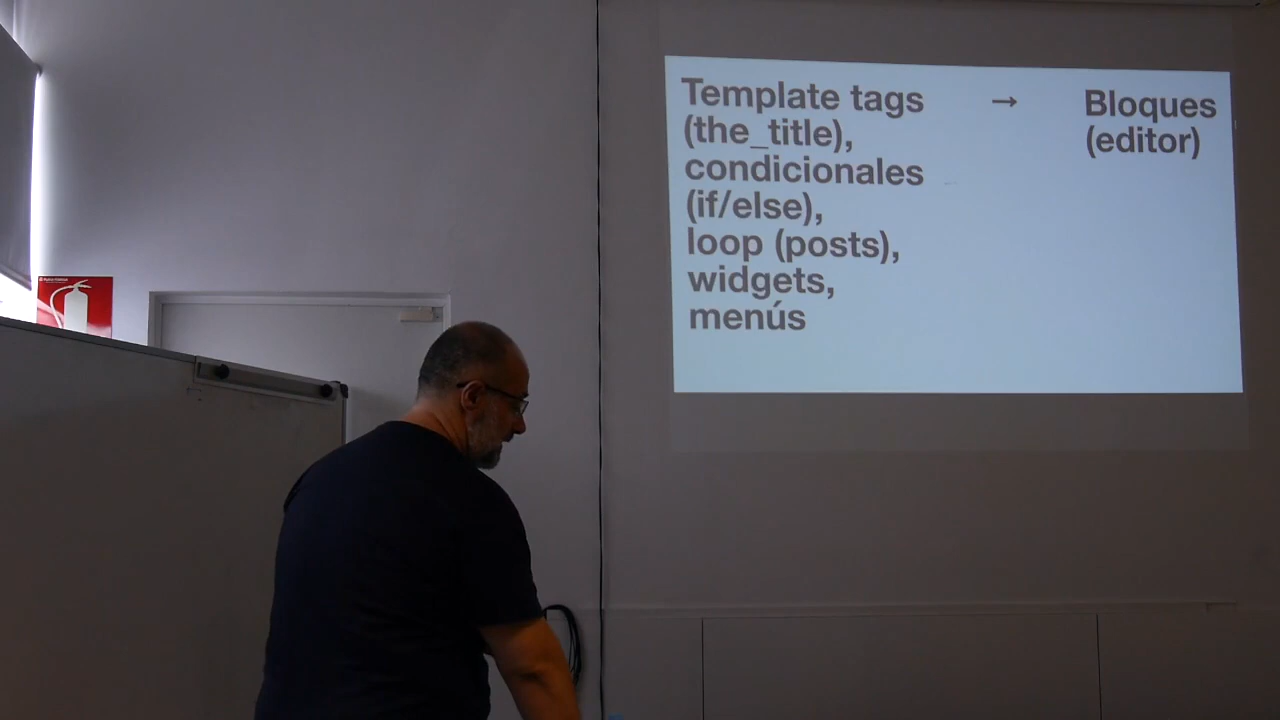 Template tags → Bloques
(the_title), (editor)
condicionales
(if/else),
loop (posts),
widgets,
menús